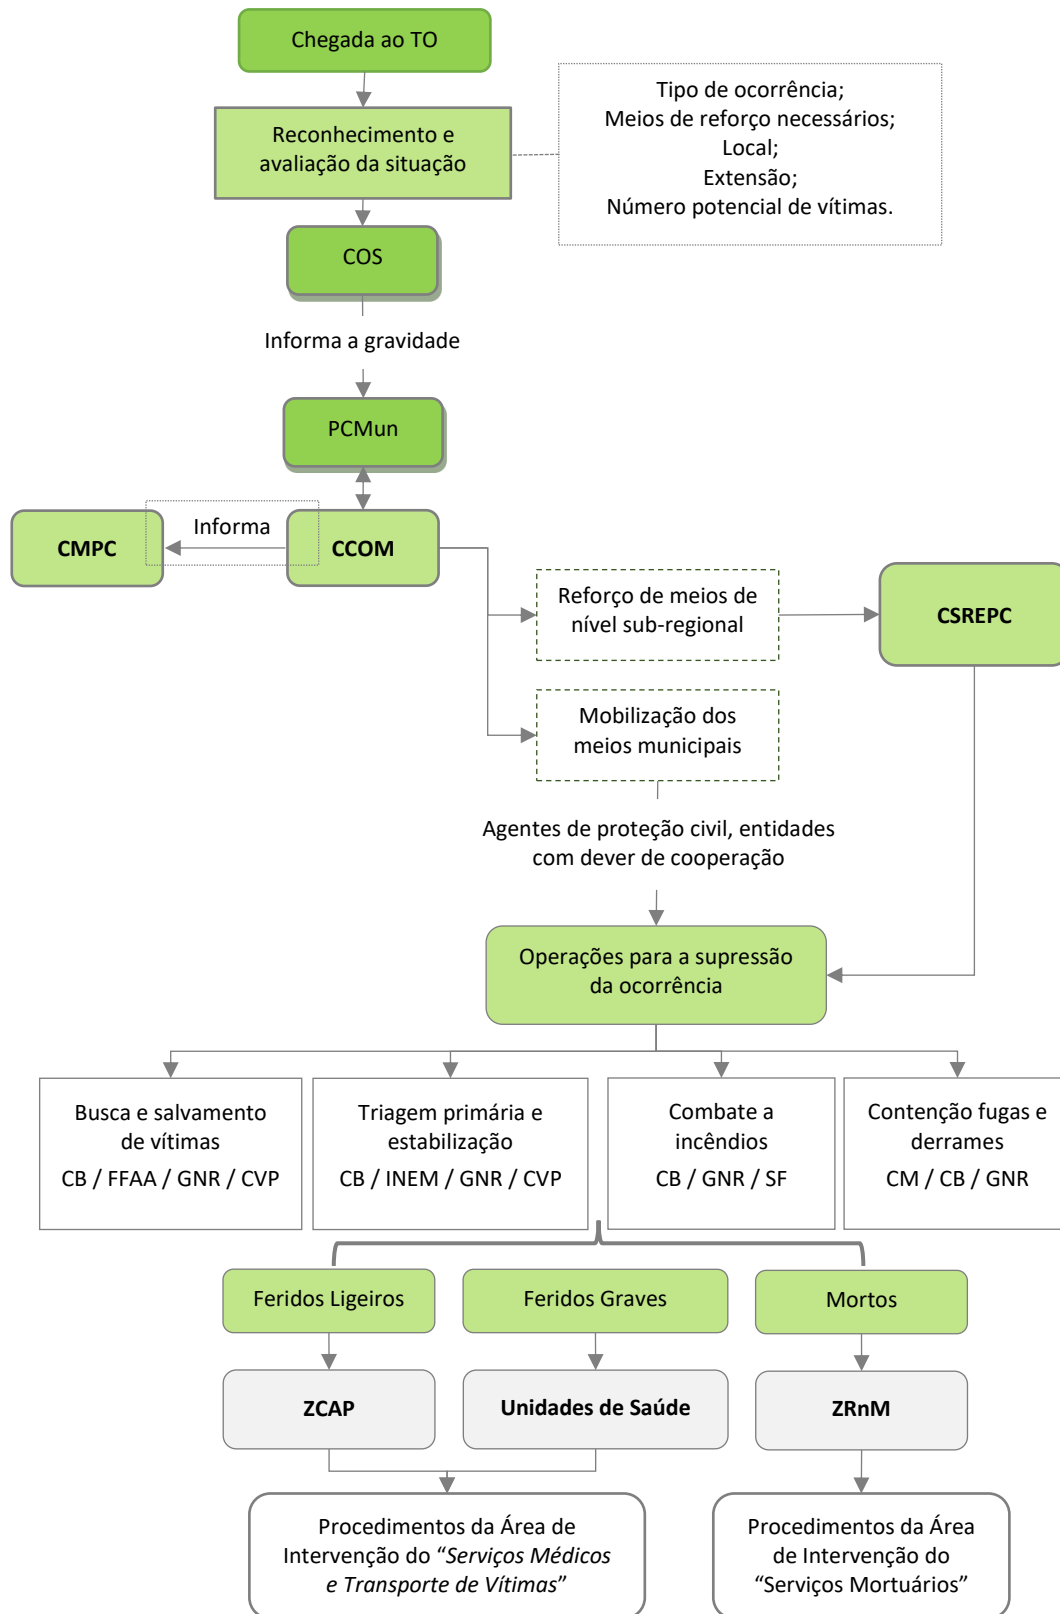 Chegada ao TO
Tipo de ocorrência;
Meios de reforço necessários;
Local;
Extensão;
Número potencial de vítimas.
Reconhecimento e
avaliação da situação
COS
Informa a gravidade
PCMun
CMPC
Informa
CCOM
Reforço de meios de
nível sub-regional
CSREPC
Mobilização dos
meios municipais
Agentes de proteção civil, entidades
com dever de cooperação
Operações para a supressão
da ocorrência
Busca e salvamento
de vítimas
CB / FFAA / GNR / CVP
Triagem primária e
estabilização
CB / INEM / GNR / CVP
Combate a
incêndios
CB / GNR / SF
Contenção fugas e
derrames
CM / CB / GNR
Feridos Ligeiros
Feridos Graves
Mortos
ZCAP
Unidades de Saúde
ZRnM
Procedimentos da Área de
Intervenção do “Serviços Médicos
e Transporte de Vítimas”
Procedimentos da Área
de Intervenção do
“Serviços Mortuários”